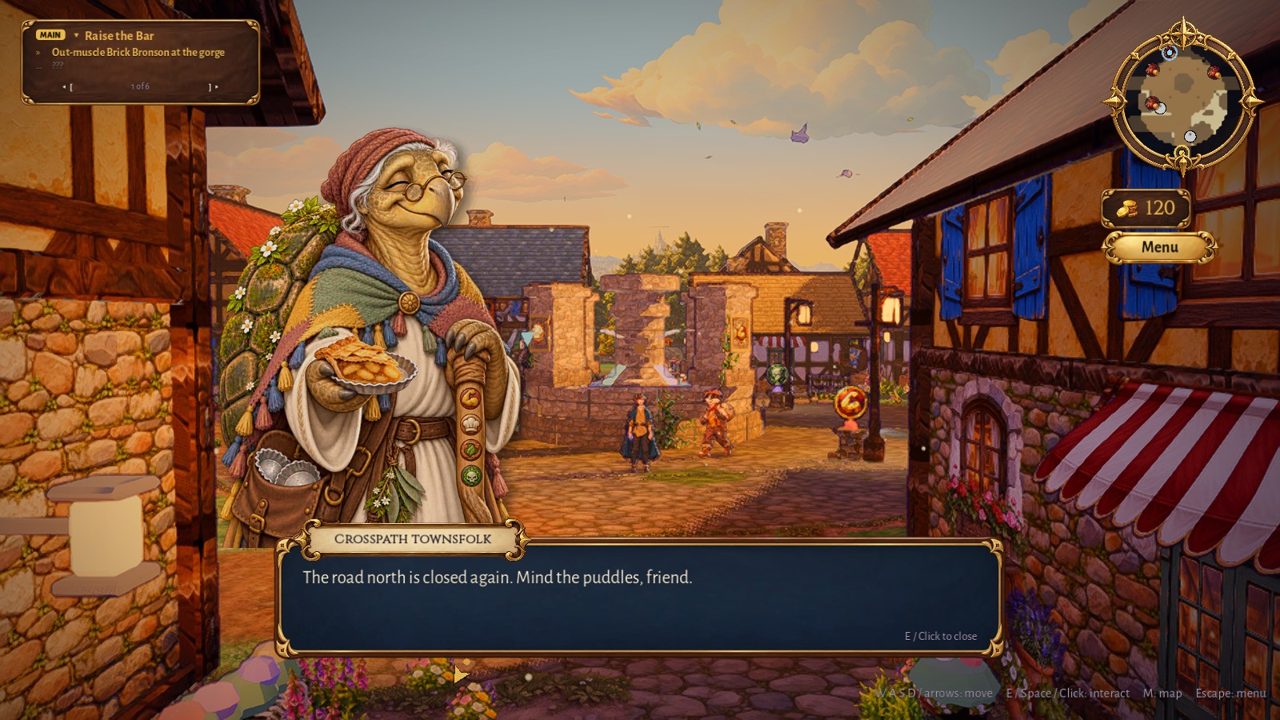 MAIN ▼ Raise the Bar
» Out-muscle Brick Bronson at the gorge
... ???
◂ [ 1 of 6 ] ▸
120
Menu
CROSSPATH TOWNSFOLK
The road north is closed again. Mind the puddles, friend.
E / Click to close
W A S D / arrows: move E / Space / Click: interact M: map Escape: menu